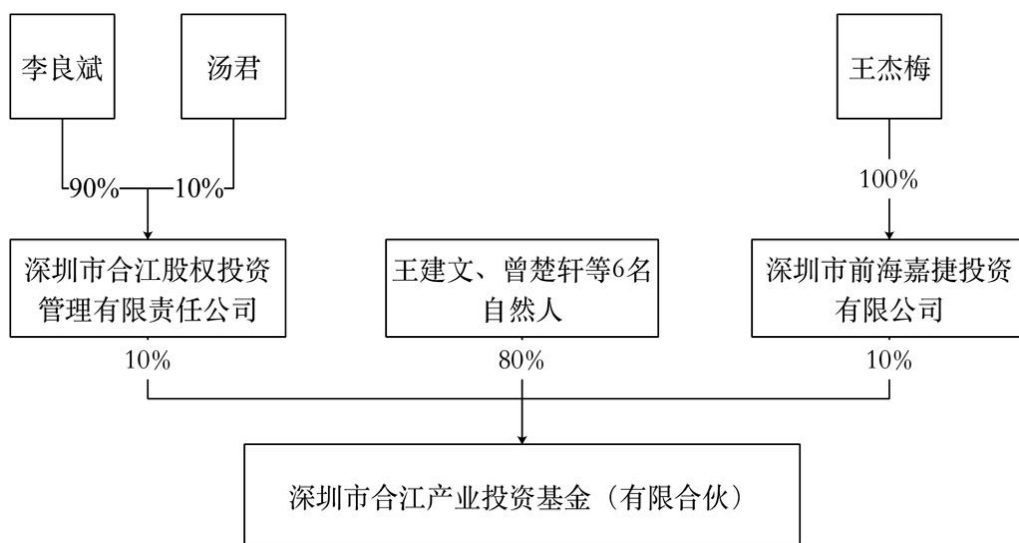 李良斌
汤君
王杰梅
90%
10%
100%
深圳市合江股权投资
管理有限责任公司
王建文、曾楚轩等6名
自然人
深圳市前海嘉捷投资
有限公司
10%
80%
10%
深圳市合江产业投资基金（有限合伙）